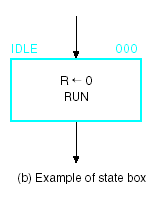 IDLE 000
R ← 0
RUN
(b) Example of state box